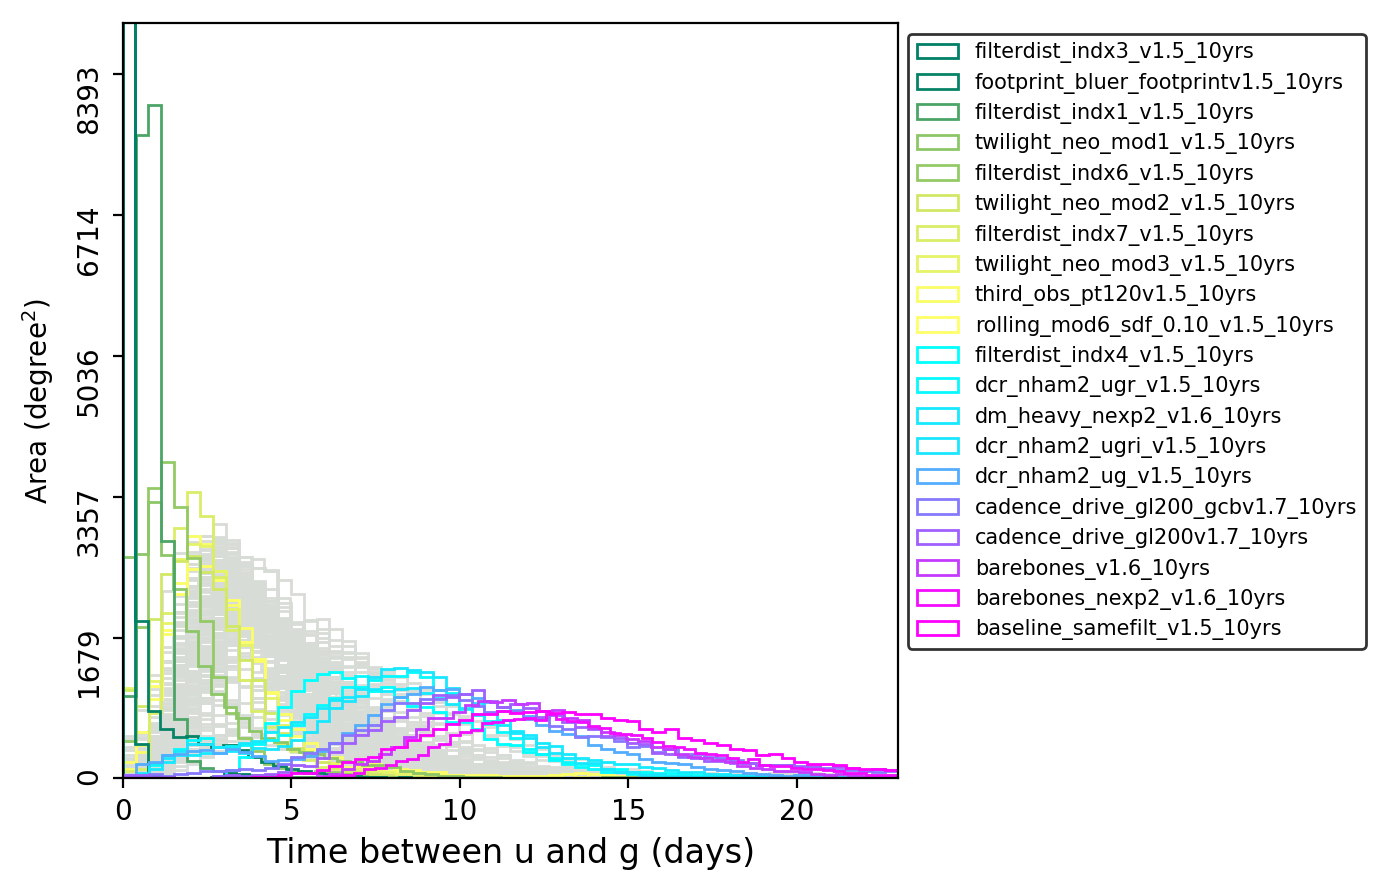 8393
6714
5036
3357
1679
0
Area (degree²)
0 5 10 15 20
Time between u and g (days)
filterdist_indx3_v1.5_10yrs
footprint_bluer_footprintv1.5_10yrs
filterdist_indx1_v1.5_10yrs
twilight_neo_mod1_v1.5_10yrs
filterdist_indx6_v1.5_10yrs
twilight_neo_mod2_v1.5_10yrs
filterdist_indx7_v1.5_10yrs
twilight_neo_mod3_v1.5_10yrs
third_obs_pt120v1.5_10yrs
rolling_mod6_sdf_0.10_v1.5_10yrs
filterdist_indx4_v1.5_10yrs
dcr_nham2_ugr_v1.5_10yrs
dm_heavy_nexp2_v1.6_10yrs
dcr_nham2_ugri_v1.5_10yrs
dcr_nham2_ug_v1.5_10yrs
cadence_drive_gl200_gcbv1.7_10yrs
cadence_drive_gl200v1.7_10yrs
barebones_v1.6_10yrs
barebones_nexp2_v1.6_10yrs
baseline_samefilt_v1.5_10yrs